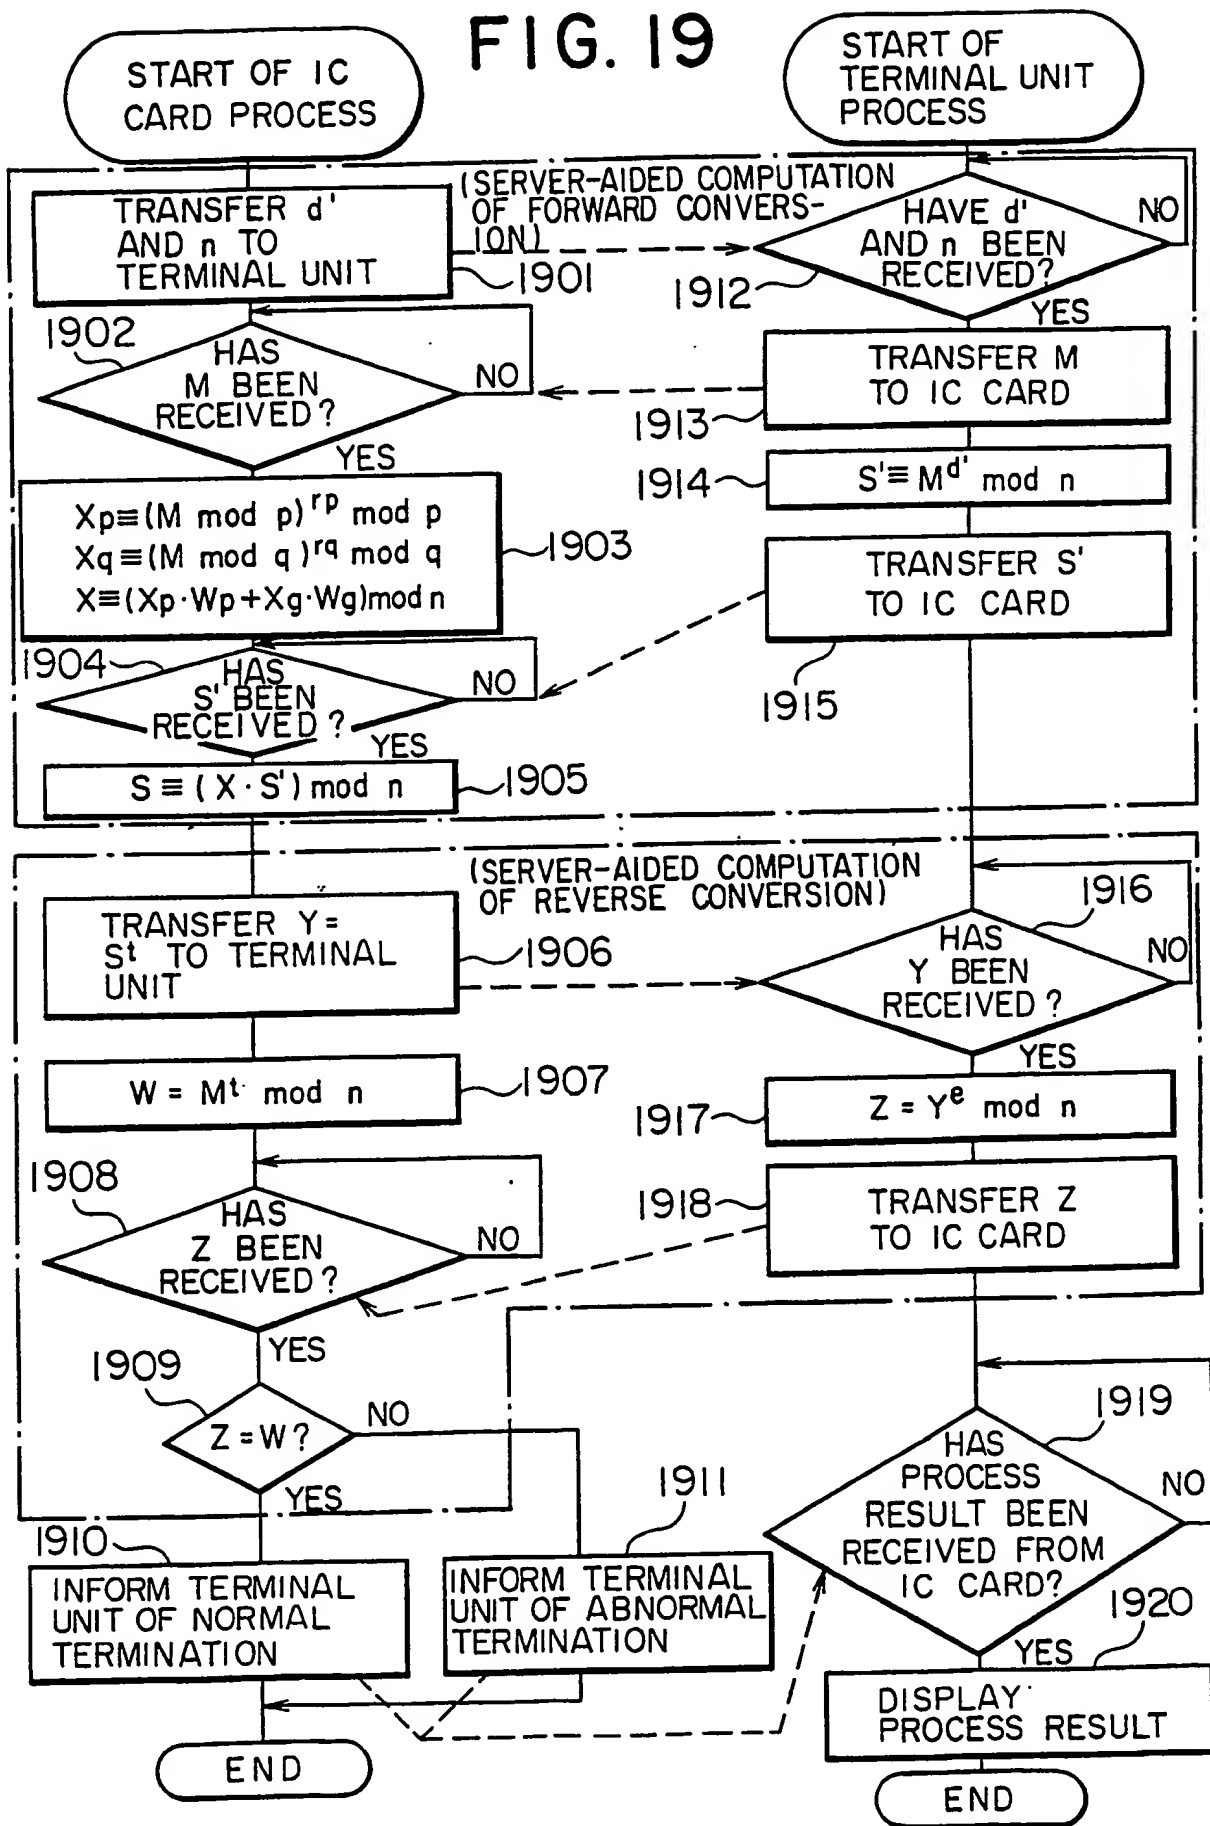 FIG. 19
START OF IC
CARD PROCESS
START OF
TERMINAL UNIT
PROCESS
(SERVER-AIDED COMPUTATION
OF FORWARD CONVERS-
ION)
TRANSFER d'
AND n TO
TERMINAL UNIT
1901
HAVE d'
AND n BEEN
RECEIVED?
NO
1912
YES
1902
HAS
M BEEN
RECEIVED?
NO
YES
TRANSFER M
TO IC CARD
1913
1914
S' ≡ M^d' mod n
Xp ≡ (M mod p)^rp mod p
Xq ≡ (M mod q)^rq mod q
X ≡ (Xp · Wp + Xg · Wg) mod n
1903
TRANSFER S'
TO IC CARD
1915
1904
HAS
S' BEEN
RECEIVED?
NO
YES
S ≡ ( X · S' ) mod n
1905
(SERVER-AIDED COMPUTATION
OF REVERSE CONVERSION)
TRANSFER Y =
S^t TO TERMINAL
UNIT
1906
1916
HAS
Y BEEN
RECEIVED?
NO
YES
W = M^t mod n
1907
1917
Z = Y^e mod n
1908
HAS
Z BEEN
RECEIVED?
NO
YES
1918
TRANSFER Z
TO IC CARD
1909
Z = W?
NO
YES
1919
HAS
PROCESS
RESULT BEEN
RECEIVED FROM
IC CARD?
NO
YES
1910
INFORM TERMINAL
UNIT OF NORMAL
TERMINATION
1911
INFORM TERMINAL
UNIT OF ABNORMAL
TERMINATION
1920
DISPLAY
PROCESS RESULT
END
END